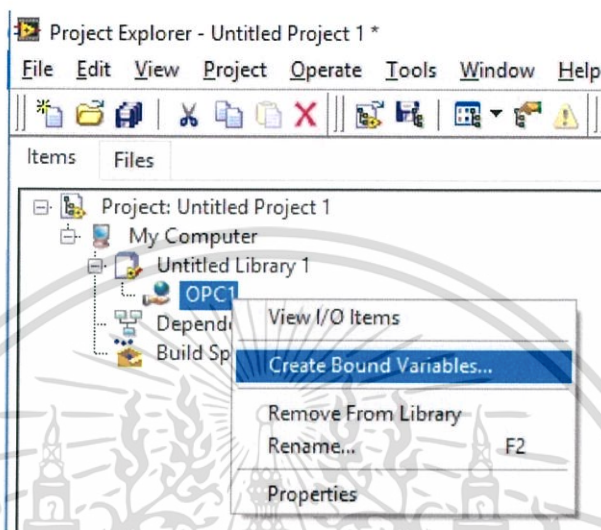 Project Explorer - Untitled Project 1 *
File Edit View Project Operate Tools Window Help
Items Files
Project: Untitled Project 1
My Computer
Untitled Library 1
OPC1
View I/O Items
Create Bound Variables...
Remove From Library
Rename... F2
Properties